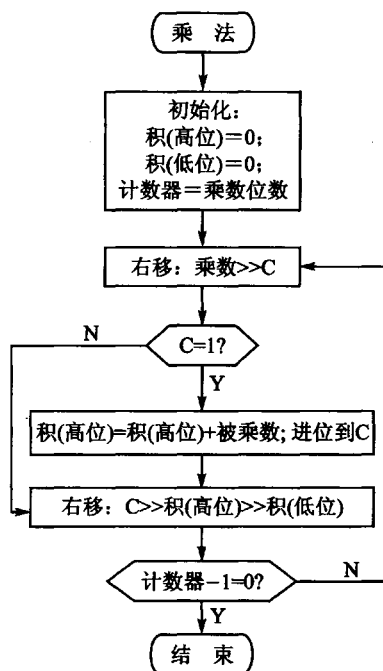 乘 法
初始化:
积(高位)=0;
积(低位)=0;
计数器=乘数位数
右移: 乘数>>C
N
C=1?
Y
积(高位)=积(高位)+被乘数; 进位到C
右移: C>>积(高位)>>积(低位)
计数器-1=0?
N
Y
结 束